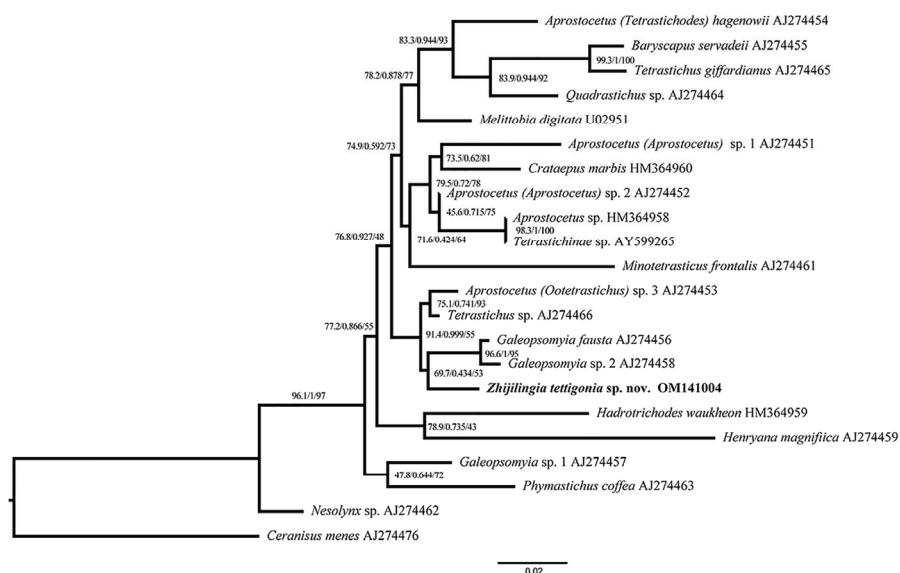 Aprostocetus (Tetrastichodes) hagenowii AJ274454
83.3/0.944/93
Baryscapus servadeii AJ274455
99.3/1/100
Tetrastichus giffardianus AJ274465
78.2/0.878/77
83.9/0.944/92
Quadrastichus sp. AJ274464
Melittobia digitata U02951
74.9/0.592/73
Aprostocetus (Aprostocetus) sp. 1 AJ274451
73.5/0.62/81
Crataepus marbis HM364960
79.5/0.72/78
Aprostocetus (Aprostocetus) sp. 2 AJ274452
45.6/0.715/75
Aprostocetus sp. HM364958
98.3/1/100
76.8/0.927/48
71.6/0.424/64
Tetrastichinae sp. AY599265
Minotetrasticus frontalis AJ274461
Aprostocetus (Ootetrastichus) sp. 3 AJ274453
75.1/0.741/93
Tetrastichus sp. AJ274466
77.2/0.866/55
91.4/0.999/55
Galeopsomyia fausta AJ274456
96.6/1/95
Galeopsomyia sp. 2 AJ274458
69.7/0.434/53
Zhijilingia tettigonia sp. nov. OM141004
96.1/1/97
Hadrotrichodes waukheon HM364959
78.9/0.735/43
Henryana magnifiica AJ274459
Galeopsomyia sp. 1 AJ274457
47.8/0.644/72
Phymastichus coffea AJ274463
Nesolynx sp. AJ274462
Ceranisus menes AJ274476
0.02